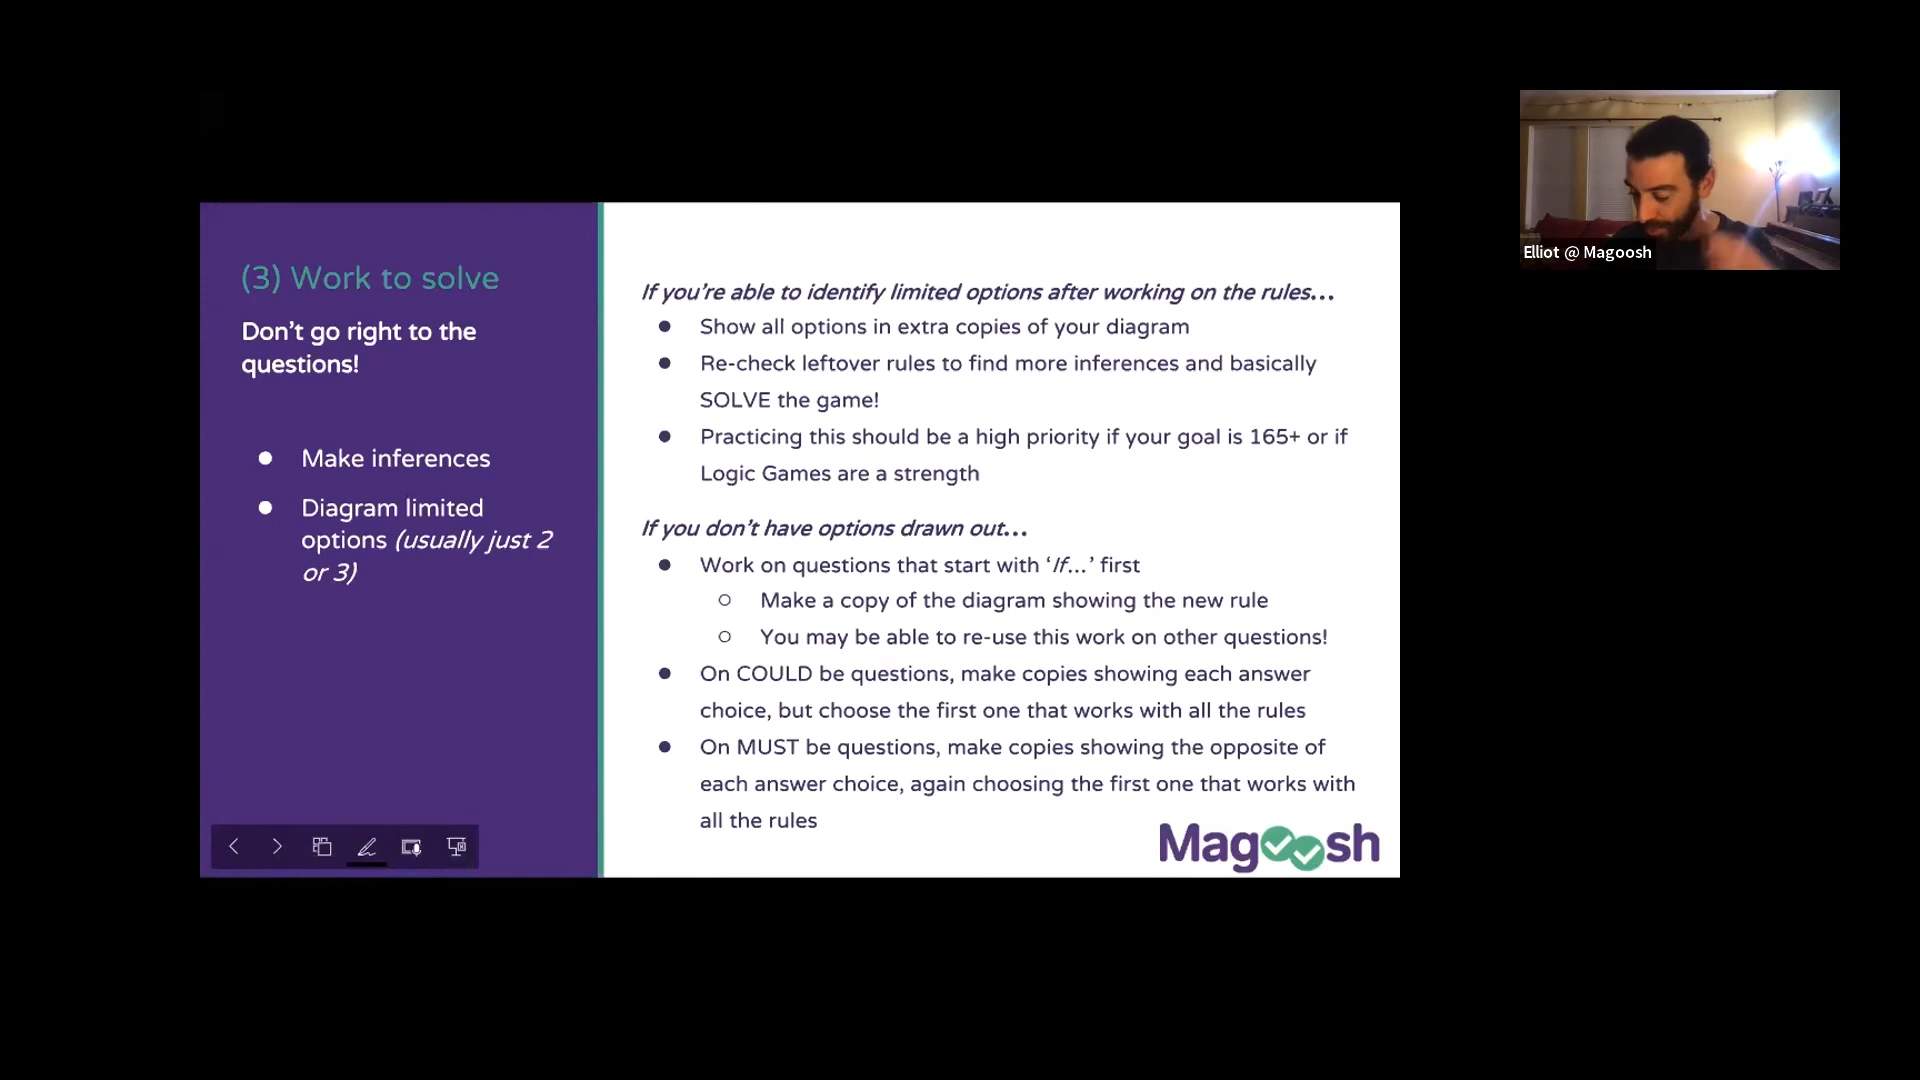 (3) Work to solve
Don't go right to the
questions!
● Make inferences
● Diagram limited
options (usually just 2
or 3)
If you're able to identify limited options after working on the rules...
● Show all options in extra copies of your diagram
● Re-check leftover rules to find more inferences and basically
SOLVE the game!
● Practicing this should be a high priority if your goal is 165+ or if
Logic Games are a strength
If you don't have options drawn out...
● Work on questions that start with ‘If...’ first
○ Make a copy of the diagram showing the new rule
○ You may be able to re-use this work on other questions!
● On COULD be questions, make copies showing each answer
choice, but choose the first one that works with all the rules
● On MUST be questions, make copies showing the opposite of
each answer choice, again choosing the first one that works with
all the rules
Magoosh
Elliot @ Magoosh